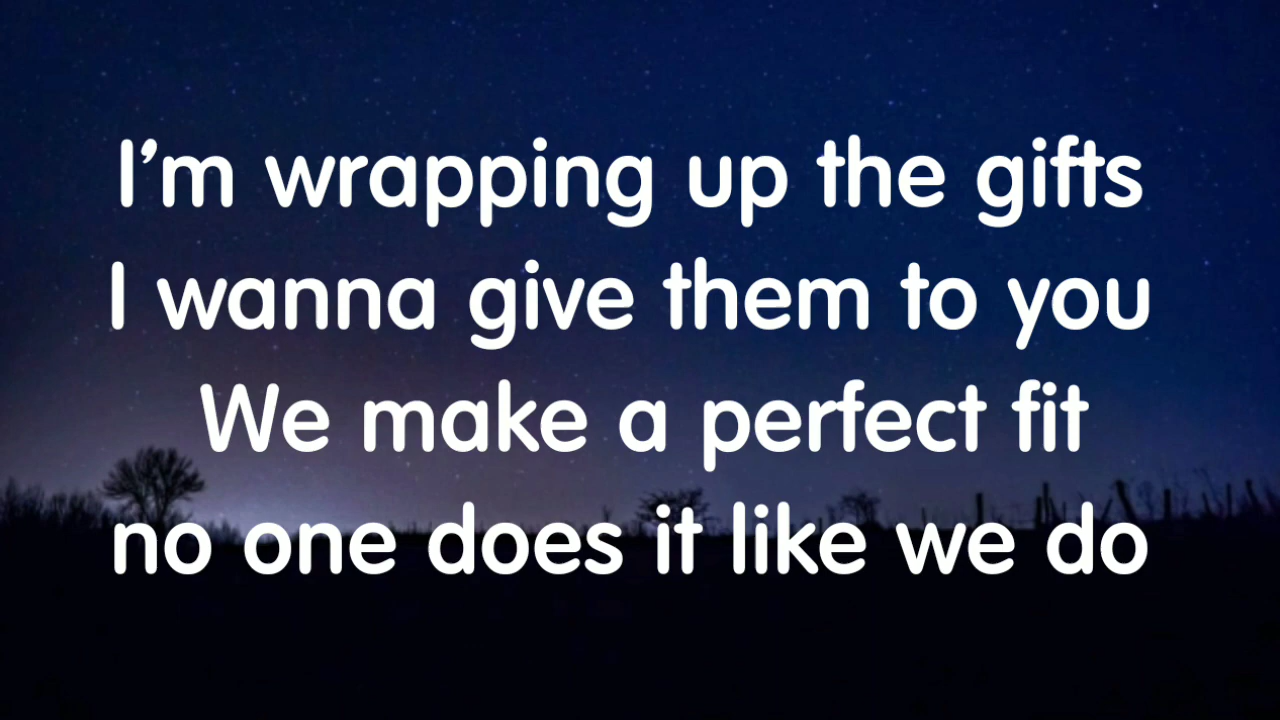 I’m wrapping up the gifts
I wanna give them to you
We make a perfect fit
no one does it like we do